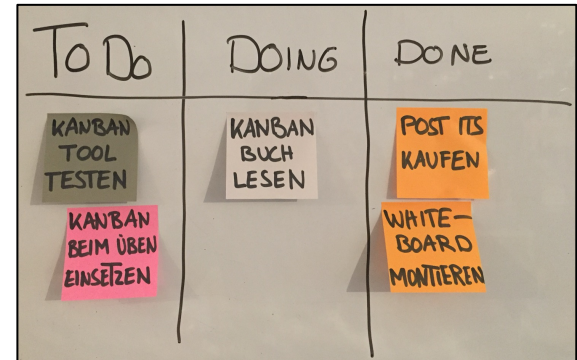 TO DO
DOING
DONE
KANBAN
TOOL
TESTEN
KANBAN
BEIM ÜBEN
EINSETZEN
KANBAN
BUCH
LESEN
POST ITS
KAUFEN
WHITE-
BOARD
MONTIEREN